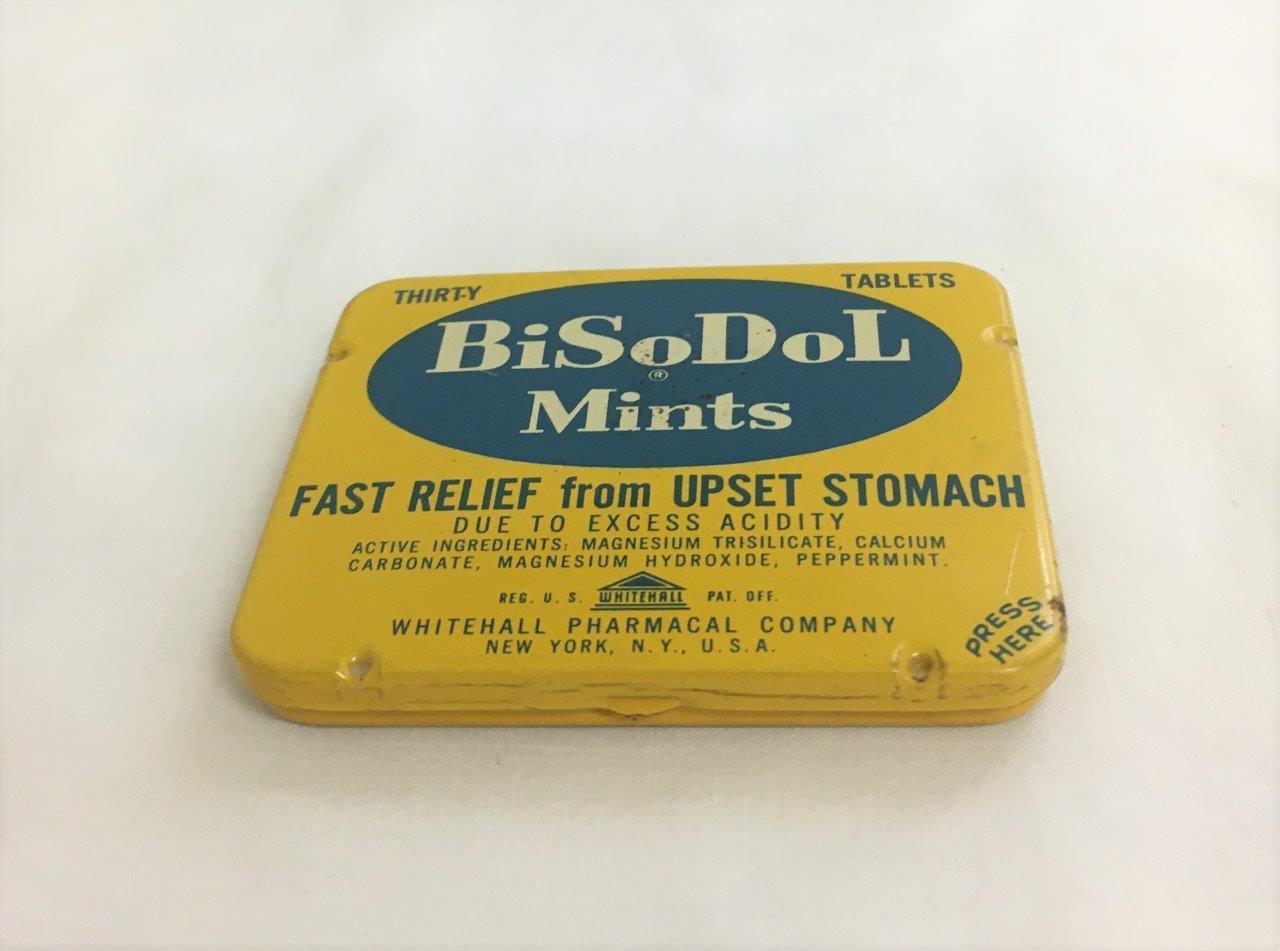 THIRTY TABLETS
BiSoDoL
®
Mints
FAST RELIEF from UPSET STOMACH
DUE TO EXCESS ACIDITY
ACTIVE INGREDIENTS: MAGNESIUM TRISILICATE, CALCIUM
CARBONATE, MAGNESIUM HYDROXIDE, PEPPERMINT.
REG. U. S. WHITEHALL PAT. OFF.
WHITEHALL PHARMACAL COMPANY
NEW YORK, N.Y., U.S.A.
PRESS
HERE